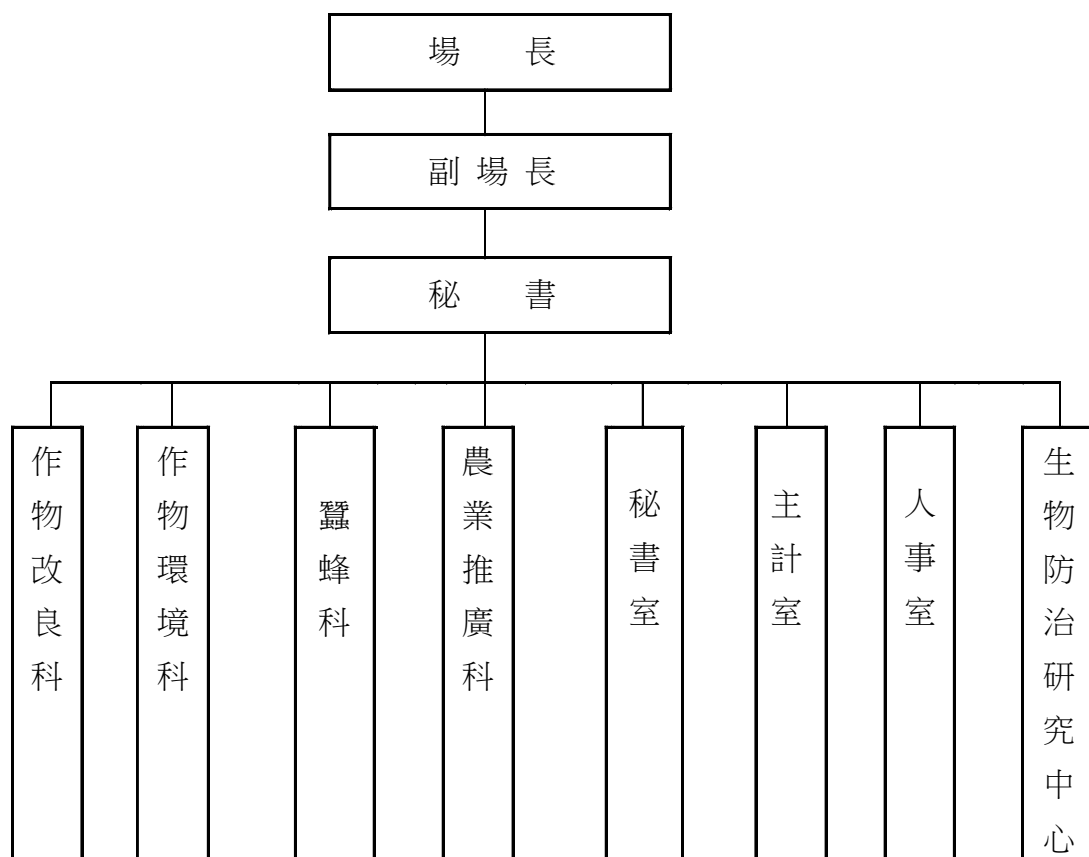 場 長
副場長
秘 書
作物改良科
作物環境科
蠶蜂科
農業推廣科
秘書室
主計室
人事室
生物防治研究中心